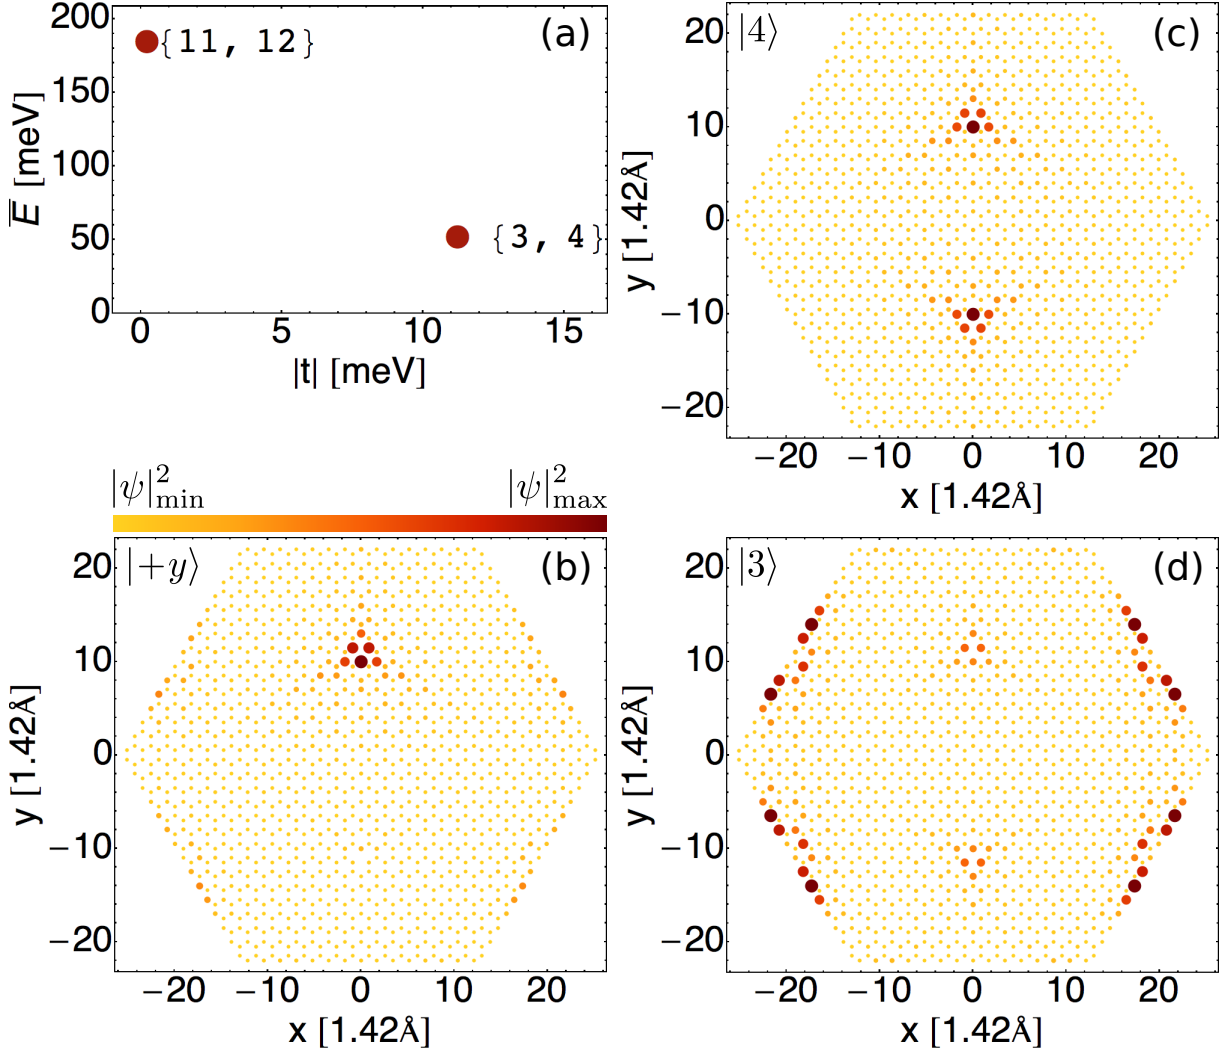 (a)
200
150
100
50
0
E̅ [meV]
{11, 12}
{3, 4}
0 5 10 15
|t| [meV]
|4⟩ (c)
20
10
0
−10
−20
y [1.42Å]
−20 −10 0 10 20
x [1.42Å]
|ψ|²min |ψ|²max
|+y⟩ (b)
20
10
0
−10
−20
y [1.42Å]
−20 −10 0 10 20
x [1.42Å]
|3⟩ (d)
20
10
0
−10
−20
y [1.42Å]
−20 −10 0 10 20
x [1.42Å]